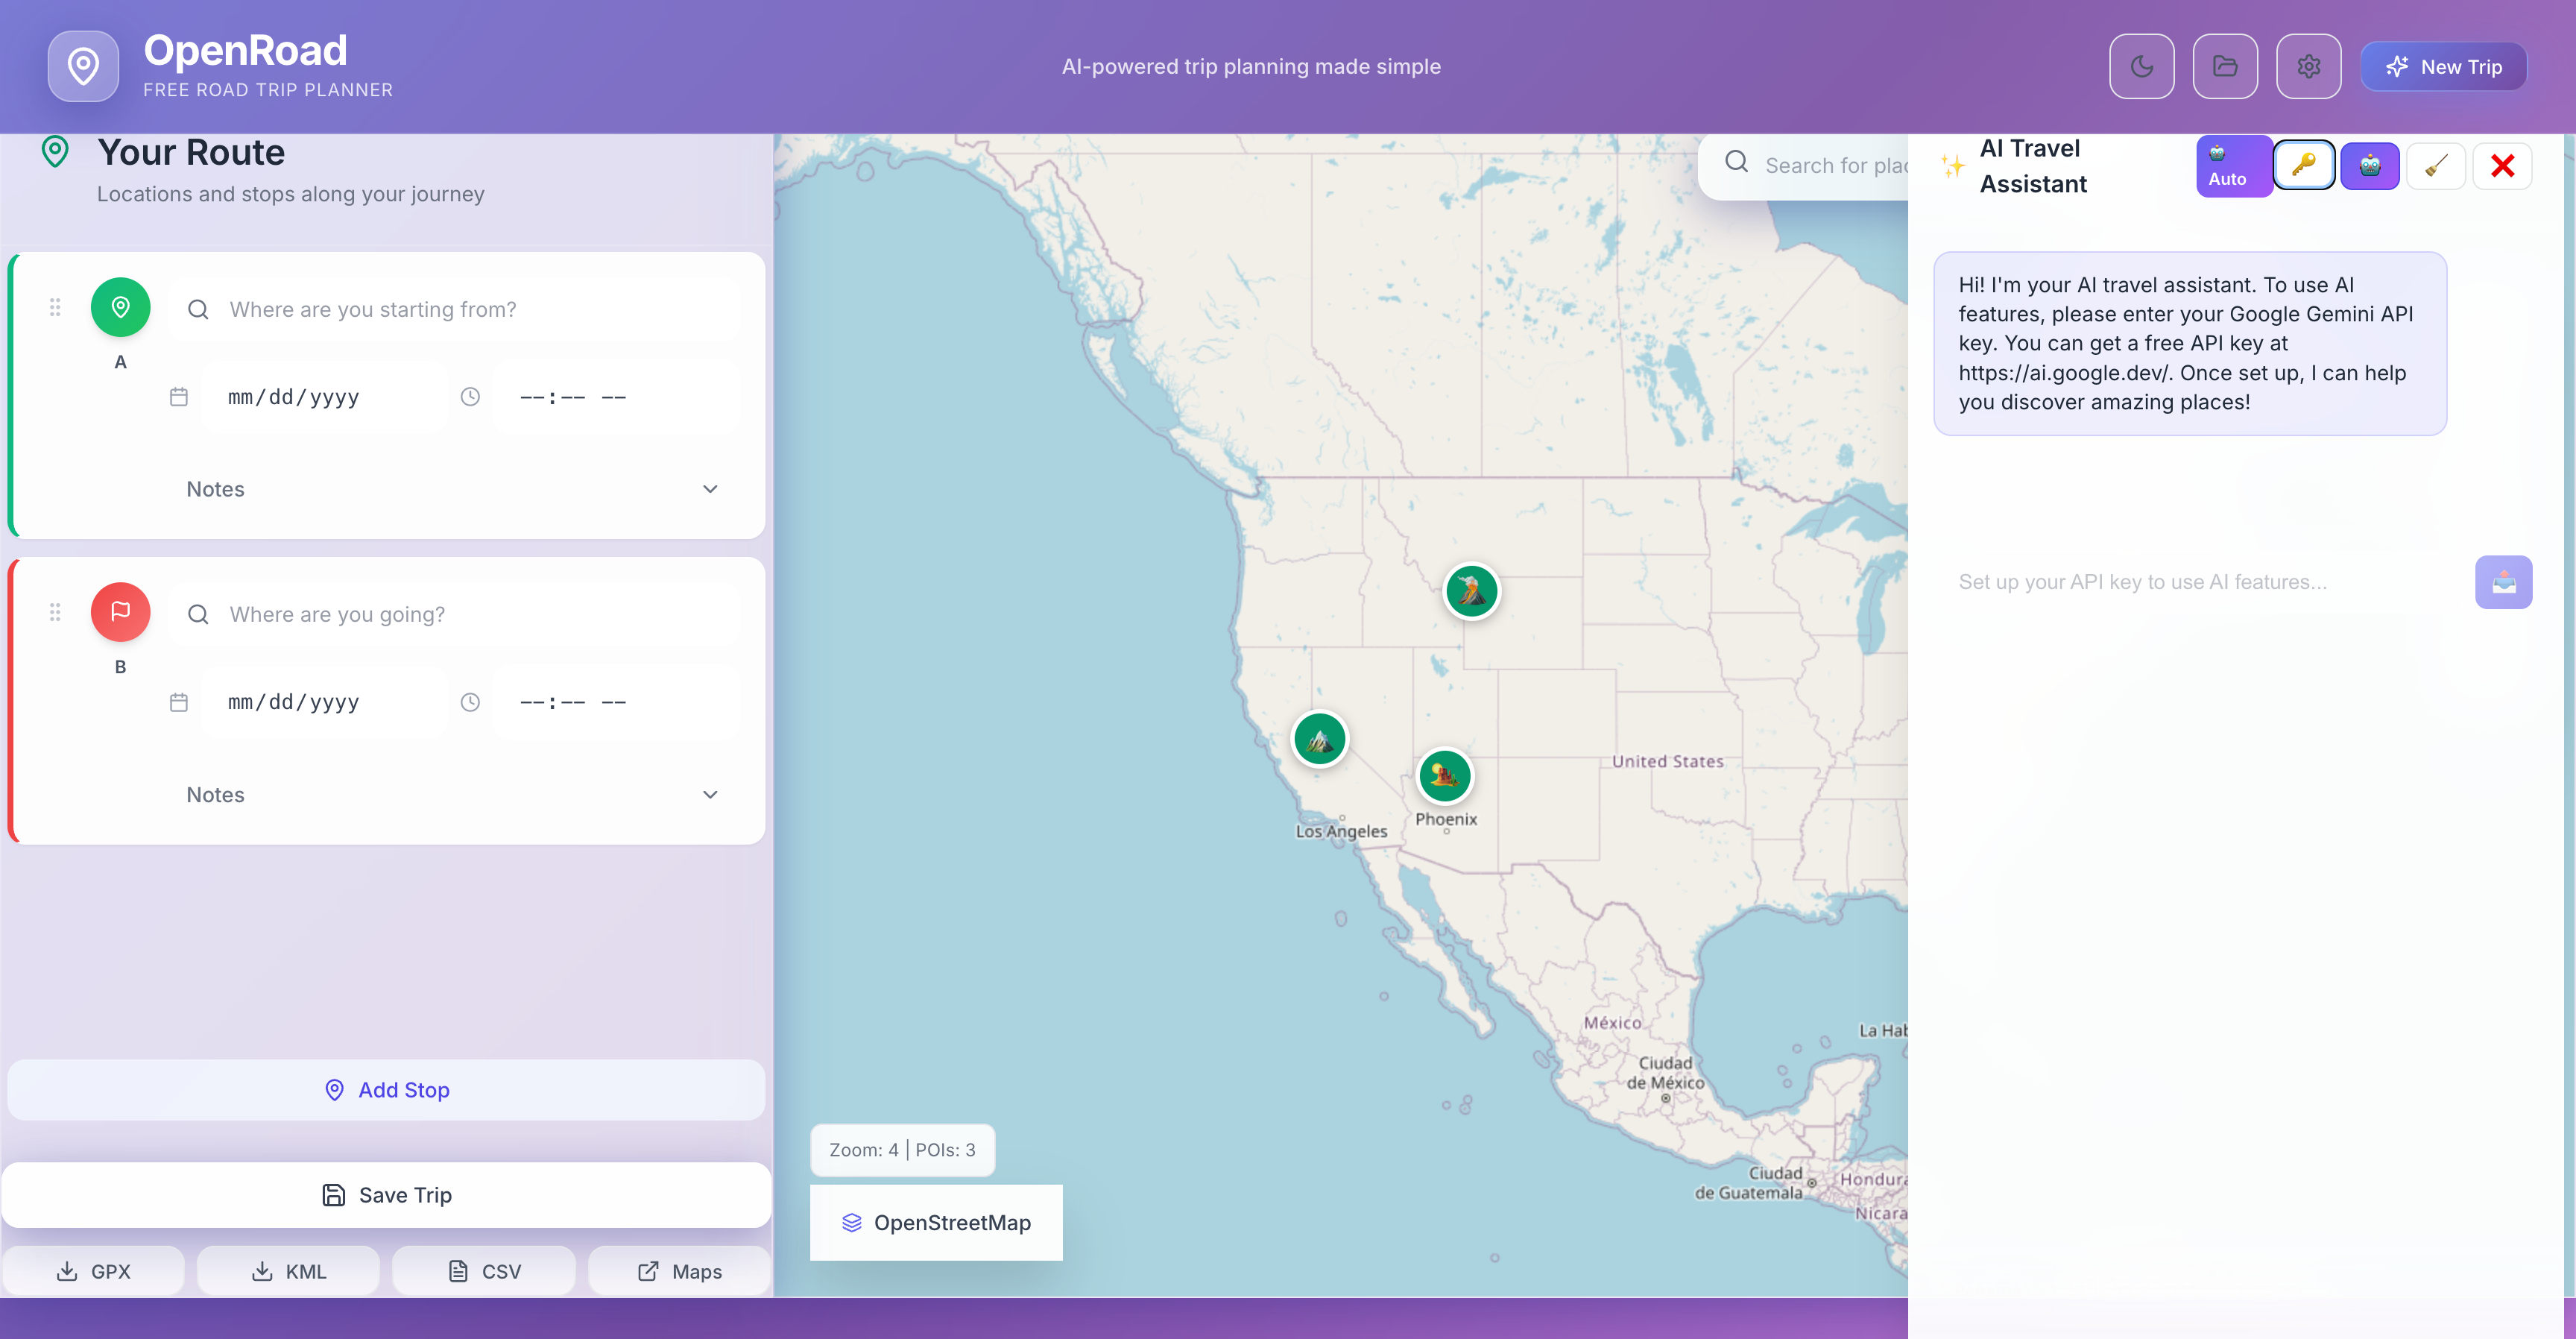 OpenRoad
FREE ROAD TRIP PLANNER
AI-powered trip planning made simple
New Trip
Your Route
Locations and stops along your journey
Where are you starting from?
A
mm/dd/yyyy
--:-- --
Notes
Where are you going?
B
mm/dd/yyyy
--:-- --
Notes
Add Stop
Save Trip
GPX
KML
CSV
Maps
Search for plac
United States
Los Angeles
Phoenix
México
La Hab
Ciudad
de México
Ciudad
de Guatemala
Hondura
Nicara
Zoom: 4 | POIs: 3
OpenStreetMap
AI Travel
Assistant
Auto
Hi! I'm your AI travel assistant. To use AI
features, please enter your Google Gemini API
key. You can get a free API key at
https://ai.google.dev/. Once set up, I can help
you discover amazing places!
Set up your API key to use AI features...